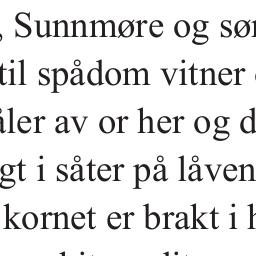 , Sunnmøre og sør
til spådom vitner
åler av or her og d
gt i såter på låven
kornet er brakt i h